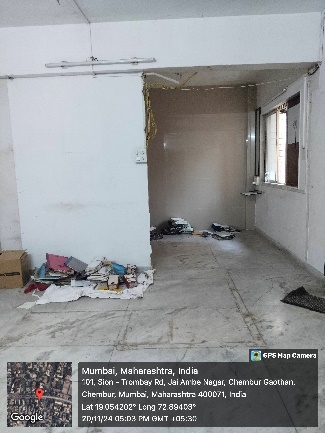 GPS Map Camera
Mumbai, Maharashtra, India
101, Sion - Trombay Rd, Jai Ambe Nagar, Chembur Gaothan,
Chembur, Mumbai, Maharashtra 400071, India
Lat 19.054202° Long 72.89403°
20/11/24 05:03 PM GMT +05:30
Google